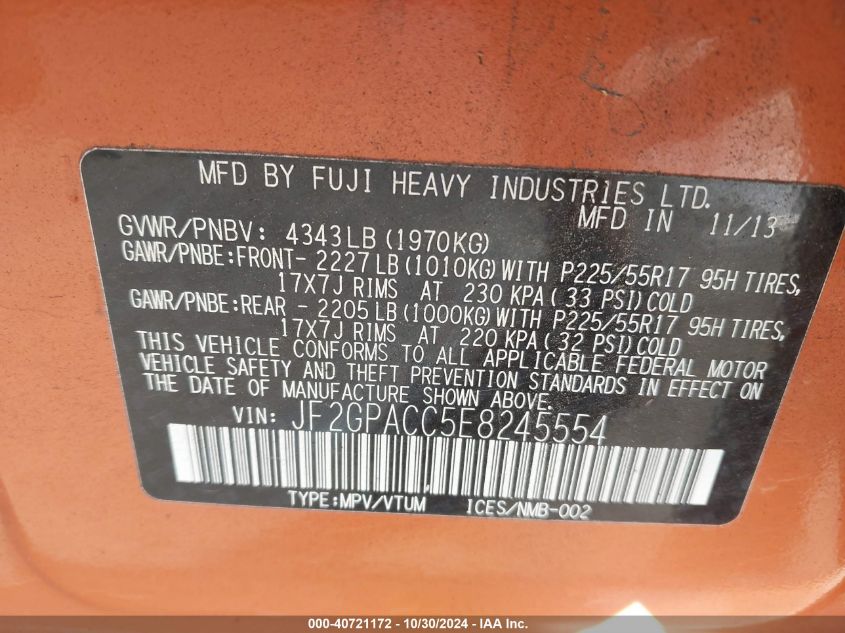 MFD BY FUJI HEAVY INDUSTRIES LTD.
MFD IN 11/13
GVWR/PNBV: 4343LB(1970KG)
GAWR/PNBE:FRONT- 2227LB(1010KG)WITH P225/55R17 95H TIRES,
17X7J RIMS AT 230 KPA(33 PSI)COLD
GAWR/PNBE:REAR - 2205LB(1000KG)WITH P225/55R17 95H TIRES,
17X7J RIMS AT 220 KPA(32 PSI)COLD
THIS VEHICLE CONFORMS TO ALL APPLICABLE FEDERAL MOTOR
VEHICLE SAFETY AND THEFT PREVENTION STANDARDS IN EFFECT ON
THE DATE OF MANUFACTURE SHOWN ABOVE.
VIN: JF2GPACC5E8245554
TYPE:MPV/VTUM ICES/NMB-002
000-40721172 - 10/30/2024 - IAA Inc.